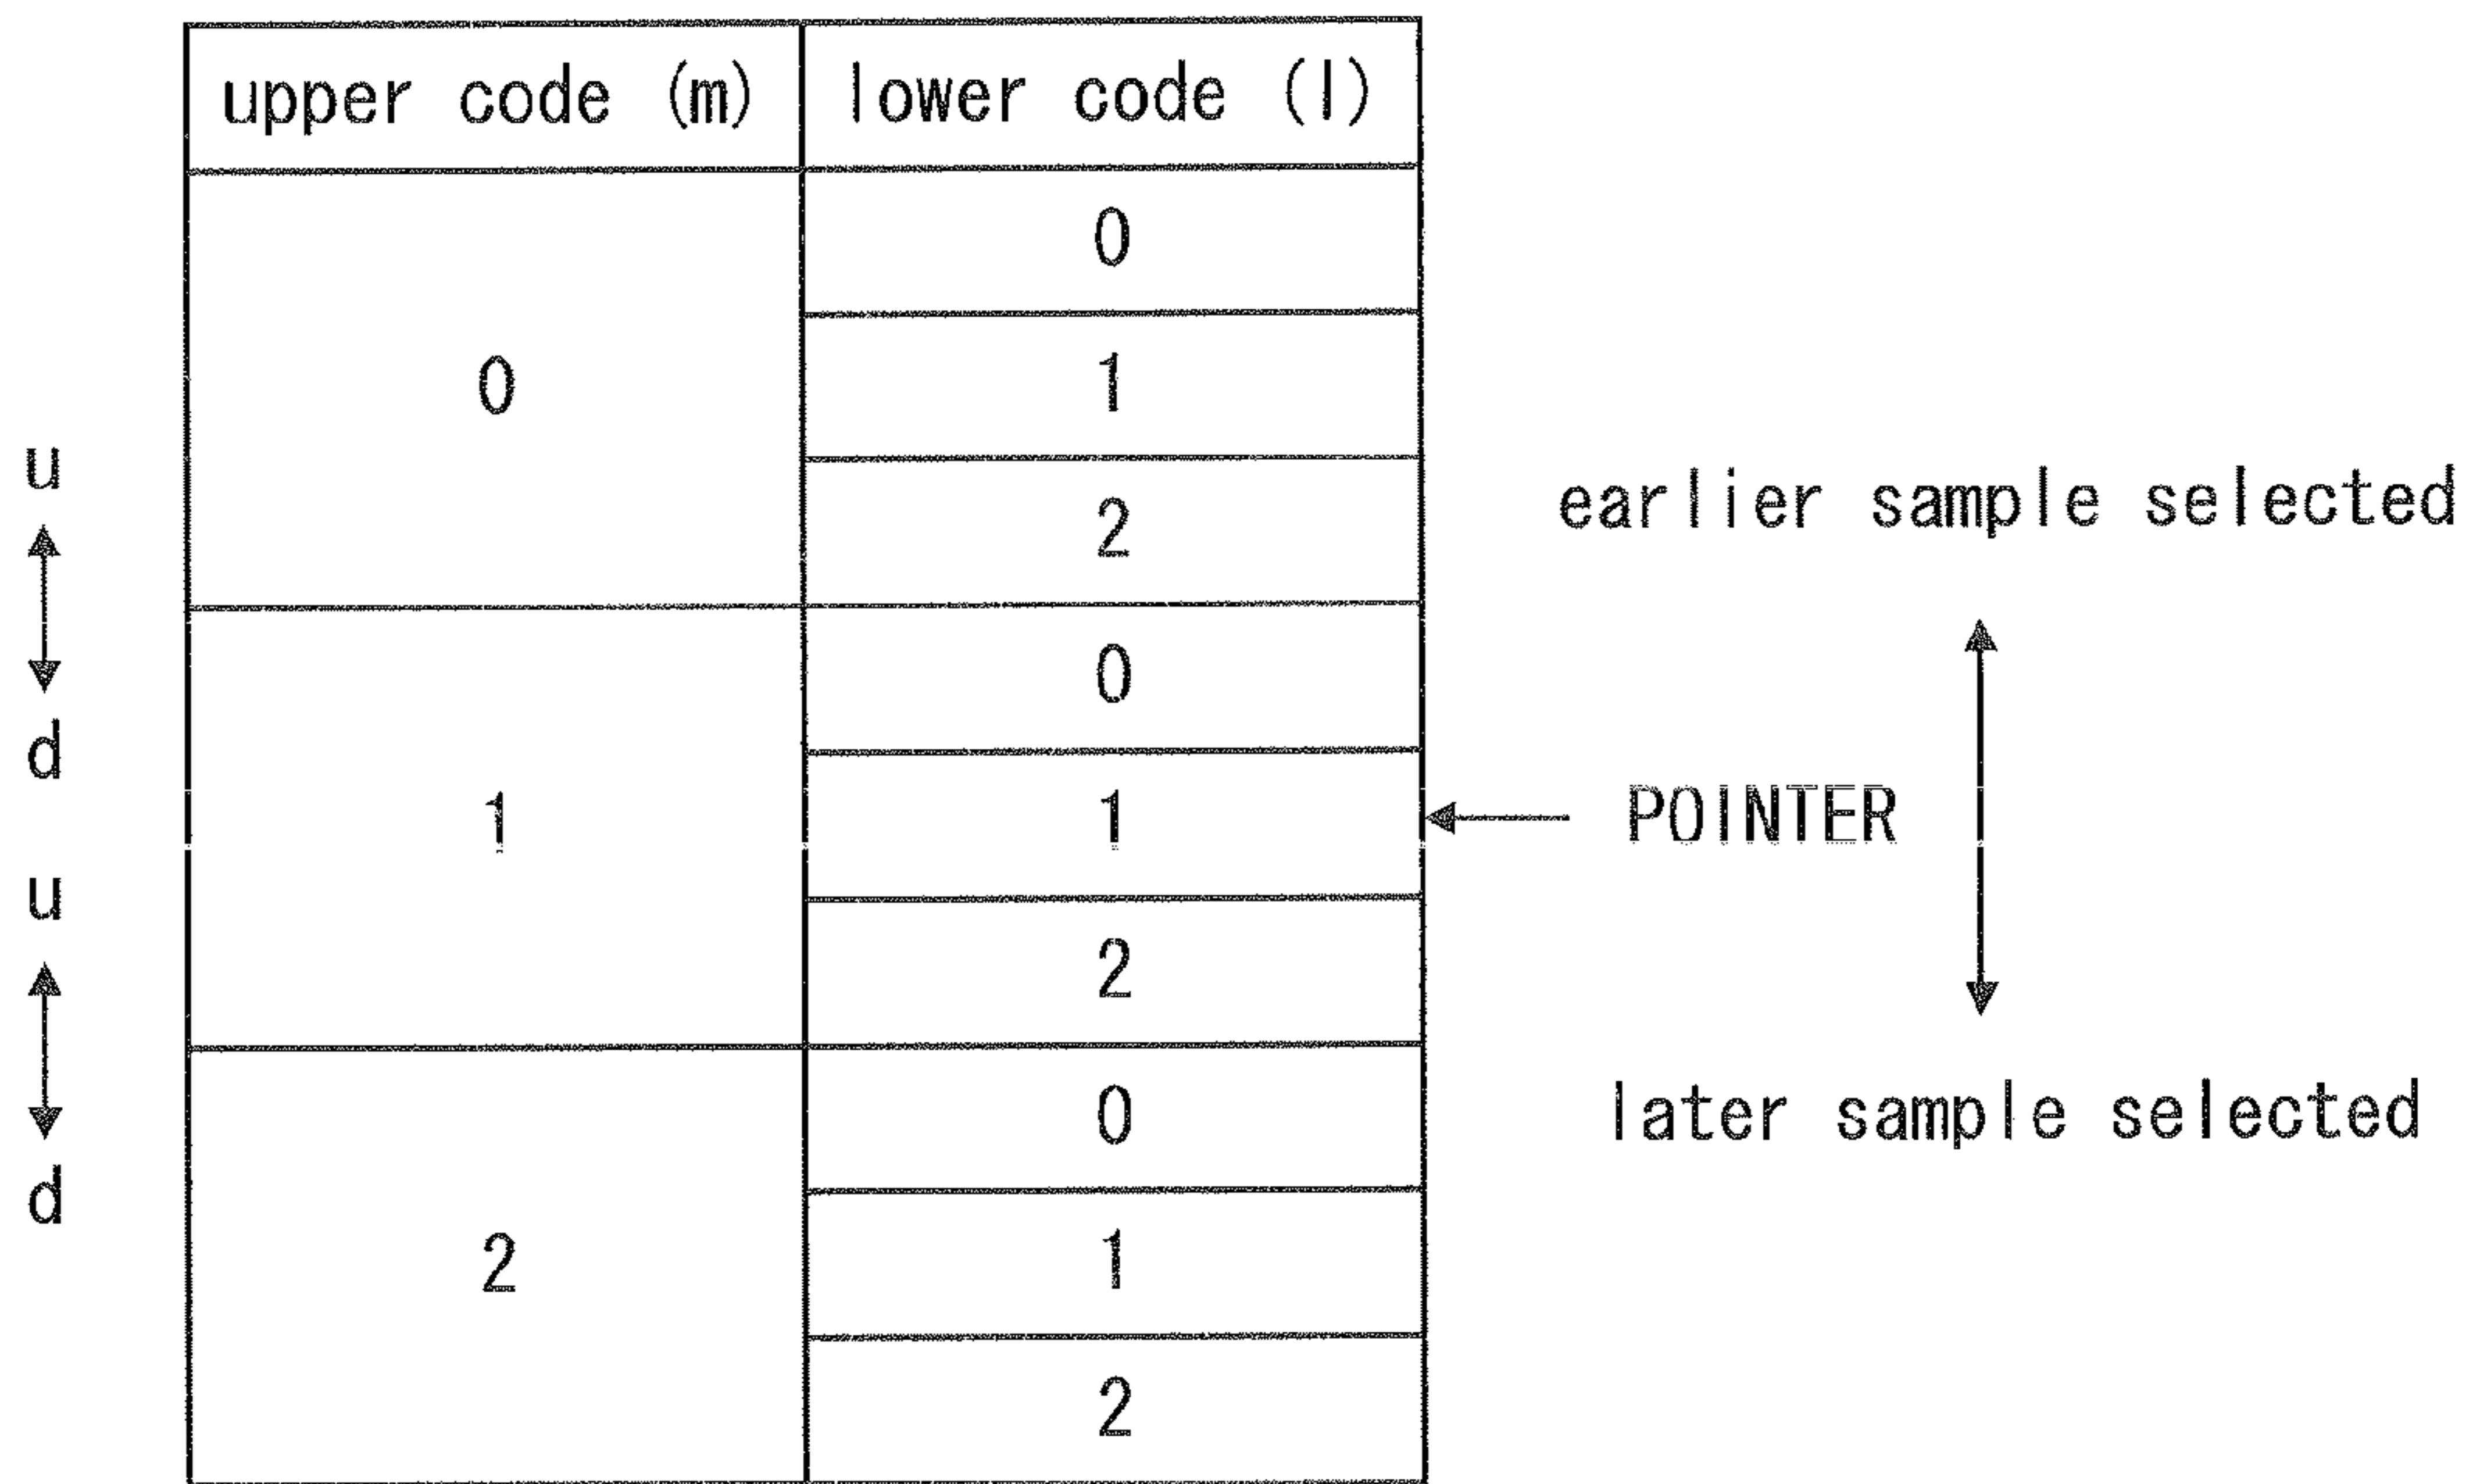 upper code (m) lower code (l)
0
1
0
2
u
earlier sample selected
0
d
1
1
POINTER
u
2
0
later sample selected
d
2
1
2